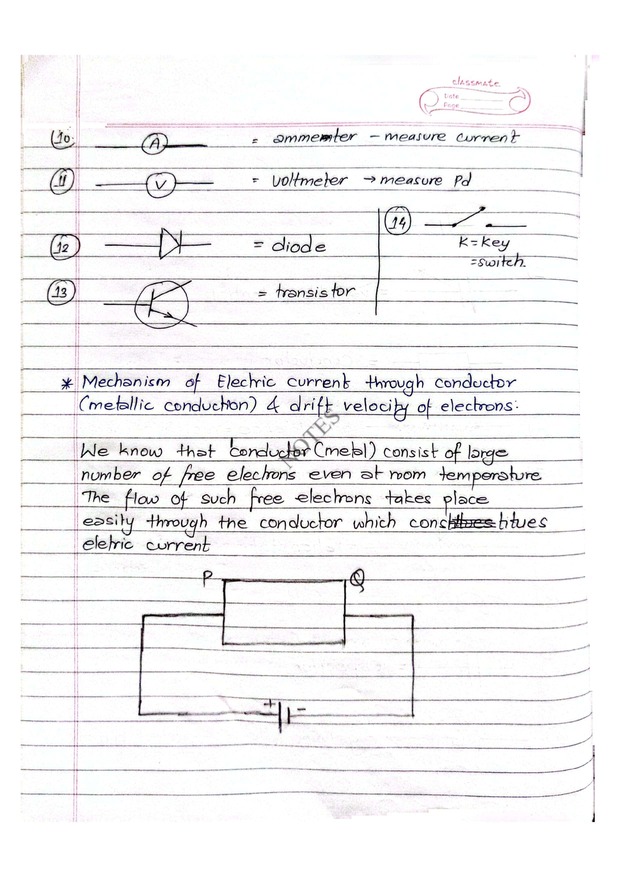 classmate
Date
Page
10. A = ammemter – measure current
11 V = voltmeter → measure Pd
12 = diode
13 = transistor
14
K = key
= switch.
* Mechanism of Electric current through conductor
(metallic conduction) & drift velocity of electrons:
We know that conductor (metal) consist of large
number of free electrons even at room temperature
The flow of such free electrons takes place
easily through the conductor which constitues
eletric current
NOTES
P Q
+ -